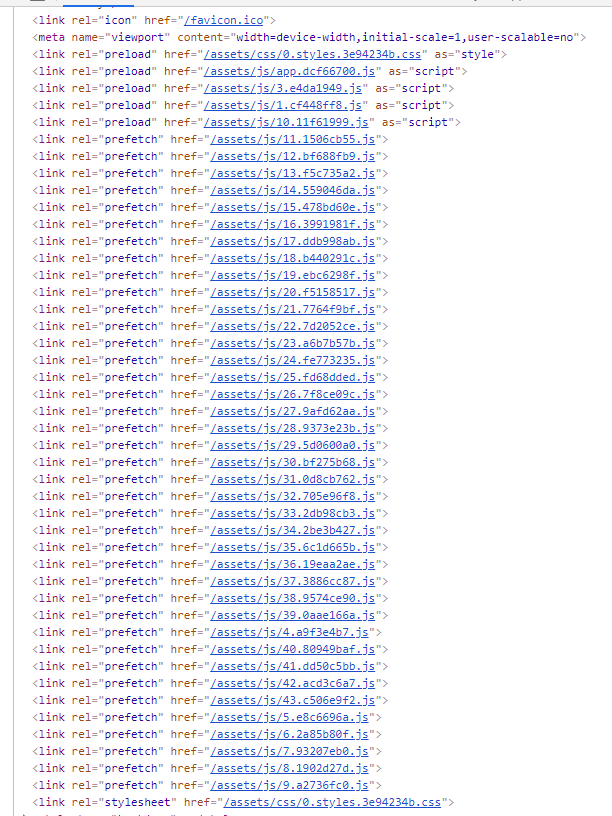 <link rel="icon" href="/favicon.ico">
<meta name="viewport" content="width=device-width,initial-scale=1,user-scalable=no">
<link rel="preload" href="/assets/css/0.styles.3e94234b.css" as="style">
<link rel="preload" href="/assets/js/app.dcf66700.js" as="script">
<link rel="preload" href="/assets/js/3.e4da1949.js" as="script">
<link rel="preload" href="/assets/js/1.cf448ff8.js" as="script">
<link rel="preload" href="/assets/js/10.11f61999.js" as="script">
<link rel="prefetch" href="/assets/js/11.1506cb55.js">
<link rel="prefetch" href="/assets/js/12.bf688fb9.js">
<link rel="prefetch" href="/assets/js/13.f5c735a2.js">
<link rel="prefetch" href="/assets/js/14.559046da.js">
<link rel="prefetch" href="/assets/js/15.478bd60e.js">
<link rel="prefetch" href="/assets/js/16.3991981f.js">
<link rel="prefetch" href="/assets/js/17.ddb998ab.js">
<link rel="prefetch" href="/assets/js/18.b440291c.js">
<link rel="prefetch" href="/assets/js/19.ebc6298f.js">
<link rel="prefetch" href="/assets/js/20.f5158517.js">
<link rel="prefetch" href="/assets/js/21.7764f9bf.js">
<link rel="prefetch" href="/assets/js/22.7d2052ce.js">
<link rel="prefetch" href="/assets/js/23.a6b7b57b.js">
<link rel="prefetch" href="/assets/js/24.fe773235.js">
<link rel="prefetch" href="/assets/js/25.fd68dded.js">
<link rel="prefetch" href="/assets/js/26.7f8ce09c.js">
<link rel="prefetch" href="/assets/js/27.9afd62aa.js">
<link rel="prefetch" href="/assets/js/28.9373e23b.js">
<link rel="prefetch" href="/assets/js/29.5d0600a0.js">
<link rel="prefetch" href="/assets/js/30.bf275b68.js">
<link rel="prefetch" href="/assets/js/31.0d8cb762.js">
<link rel="prefetch" href="/assets/js/32.705e96f8.js">
<link rel="prefetch" href="/assets/js/33.2db98cb3.js">
<link rel="prefetch" href="/assets/js/34.2be3b427.js">
<link rel="prefetch" href="/assets/js/35.6c1d665b.js">
<link rel="prefetch" href="/assets/js/36.19eaa2ae.js">
<link rel="prefetch" href="/assets/js/37.3886cc87.js">
<link rel="prefetch" href="/assets/js/38.9574ce90.js">
<link rel="prefetch" href="/assets/js/39.0aae166a.js">
<link rel="prefetch" href="/assets/js/4.a9f3e4b7.js">
<link rel="prefetch" href="/assets/js/40.80949baf.js">
<link rel="prefetch" href="/assets/js/41.dd50c5bb.js">
<link rel="prefetch" href="/assets/js/42.acd3c6a7.js">
<link rel="prefetch" href="/assets/js/43.c506e9f2.js">
<link rel="prefetch" href="/assets/js/5.e8c6696a.js">
<link rel="prefetch" href="/assets/js/6.2a85b80f.js">
<link rel="prefetch" href="/assets/js/7.93207eb0.js">
<link rel="prefetch" href="/assets/js/8.1902d27d.js">
<link rel="prefetch" href="/assets/js/9.a2736fc0.js">
<link rel="stylesheet" href="/assets/css/0.styles.3e94234b.css">